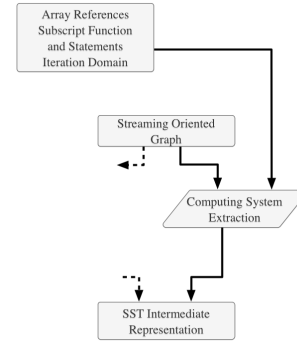 Array References
Subscript Function
and Statements
Iteration Domain
Streaming Oriented
Graph
Computing System
Extraction
SST Intermediate
Representation